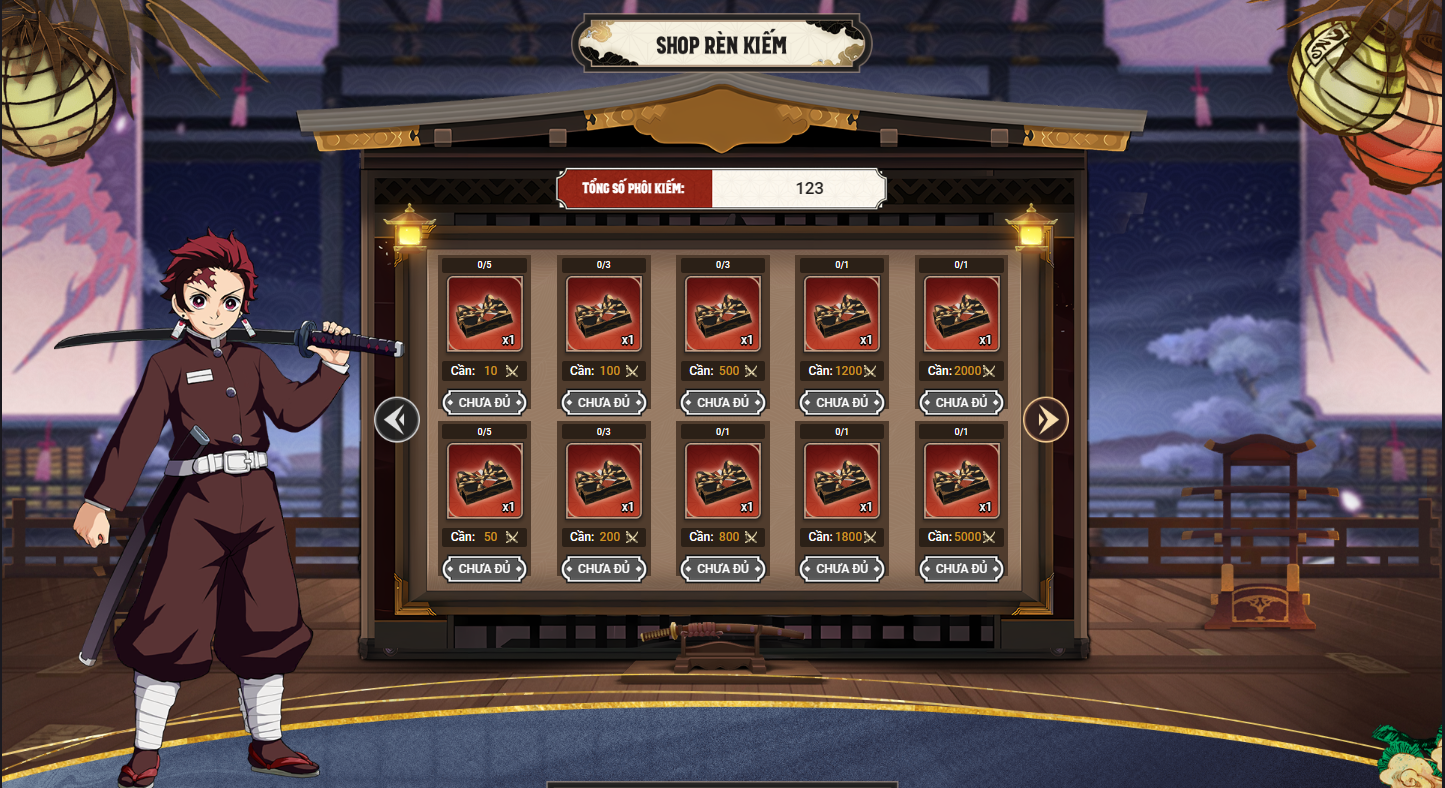 SHOP RÈN KIẾM
TỔNG SỐ PHÔI KIẾM: 123
0/5 0/3 0/3 0/1 0/1
x1 x1 x1 x1 x1
Cần: 10 Cần: 100 Cần: 500 Cần: 1200 Cần: 2000
CHƯA ĐỦ CHƯA ĐỦ CHƯA ĐỦ CHƯA ĐỦ CHƯA ĐỦ
0/5 0/3 0/1 0/1 0/1
x1 x1 x1 x1 x1
Cần: 50 Cần: 200 Cần: 800 Cần: 1800 Cần: 5000
CHƯA ĐỦ CHƯA ĐỦ CHƯA ĐỦ CHƯA ĐỦ CHƯA ĐỦ